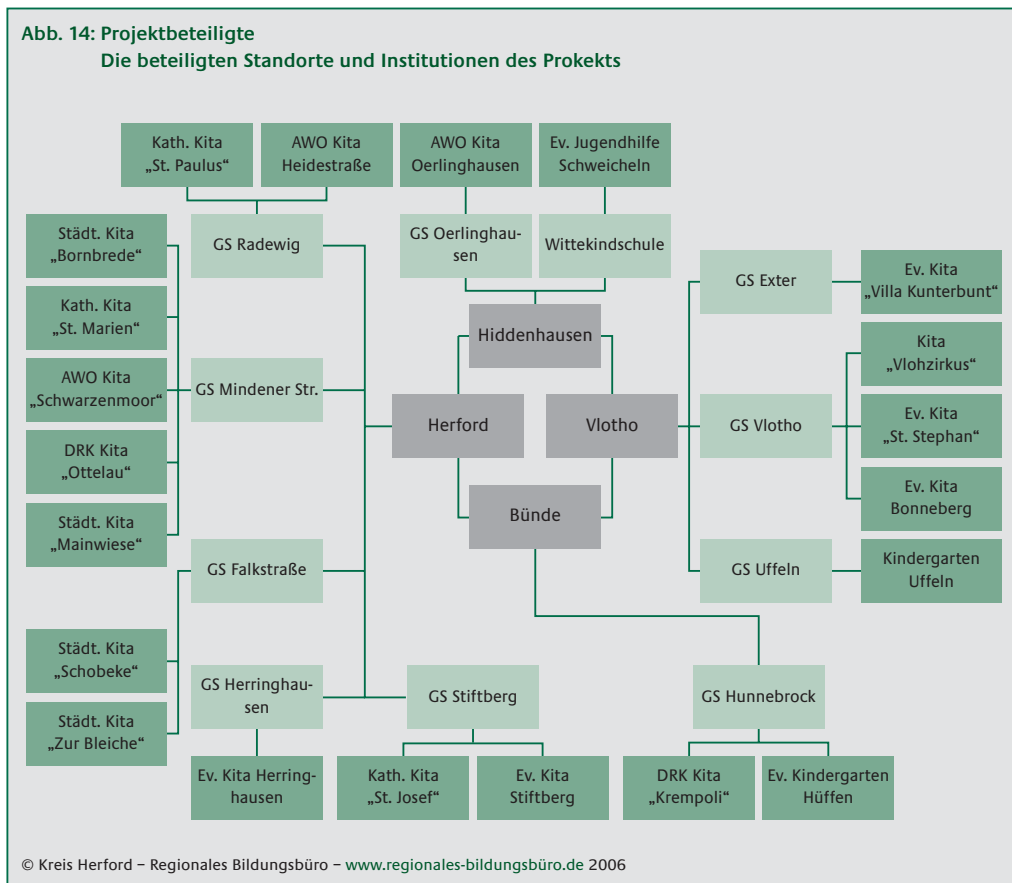 Abb. 14: Projektbeteiligte
Die beteiligten Standorte und Institutionen des Prokekts
Kath. Kita
„St. Paulus“
AWO Kita
Heidestraße
AWO Kita
Oerlinghausen
Ev. Jugendhilfe
Schweicheln
Städt. Kita
„Bornbrede“
GS Radewig
GS Oerlinghau-
sen
Wittekindschule
GS Exter
Ev. Kita
„Villa Kunterbunt“
Kath. Kita
„St. Marien“
Hiddenhausen
Kita
„Vlohzirkus“
AWO Kita
„Schwarzenmoor“
GS Mindener Str.
Herford
Vlotho
GS Vlotho
Ev. Kita
„St. Stephan“
DRK Kita
„Ottelau“
Ev. Kita
Bonneberg
Städt. Kita
„Mainwiese“
Bünde
GS Falkstraße
GS Uffeln
Kindergarten
Uffeln
Städt. Kita
„Schobeke“
GS Herringhau-
sen
GS Stiftberg
GS Hunnebrock
Städt. Kita
„Zur Bleiche“
Ev. Kita Herring-
hausen
Kath. Kita
„St. Josef“
Ev. Kita
Stiftberg
DRK Kita
„Krempoli“
Ev. Kindergarten
Hüffen
© Kreis Herford – Regionales Bildungsbüro – www.regionales-bildungsbüro.de 2006